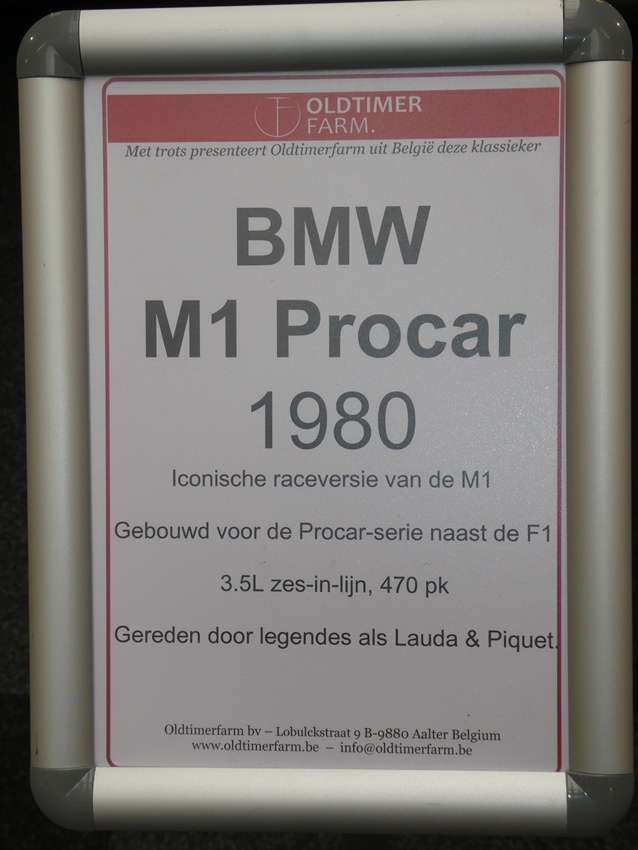 OLDTIMER
FARM.
Met trots presenteert Oldtimerfarm uit België deze klassieker
BMW
M1 Procar
1980
Iconische raceversie van de M1
Gebouwd voor de Procar-serie naast de F1
3.5L zes-in-lijn, 470 pk
Gereden door legendes als Lauda & Piquet.
Oldtimerfarm bv – Lobulckstraat 9 B-9880 Aalter Belgium
www.oldtimerfarm.be – info@oldtimerfarm.be